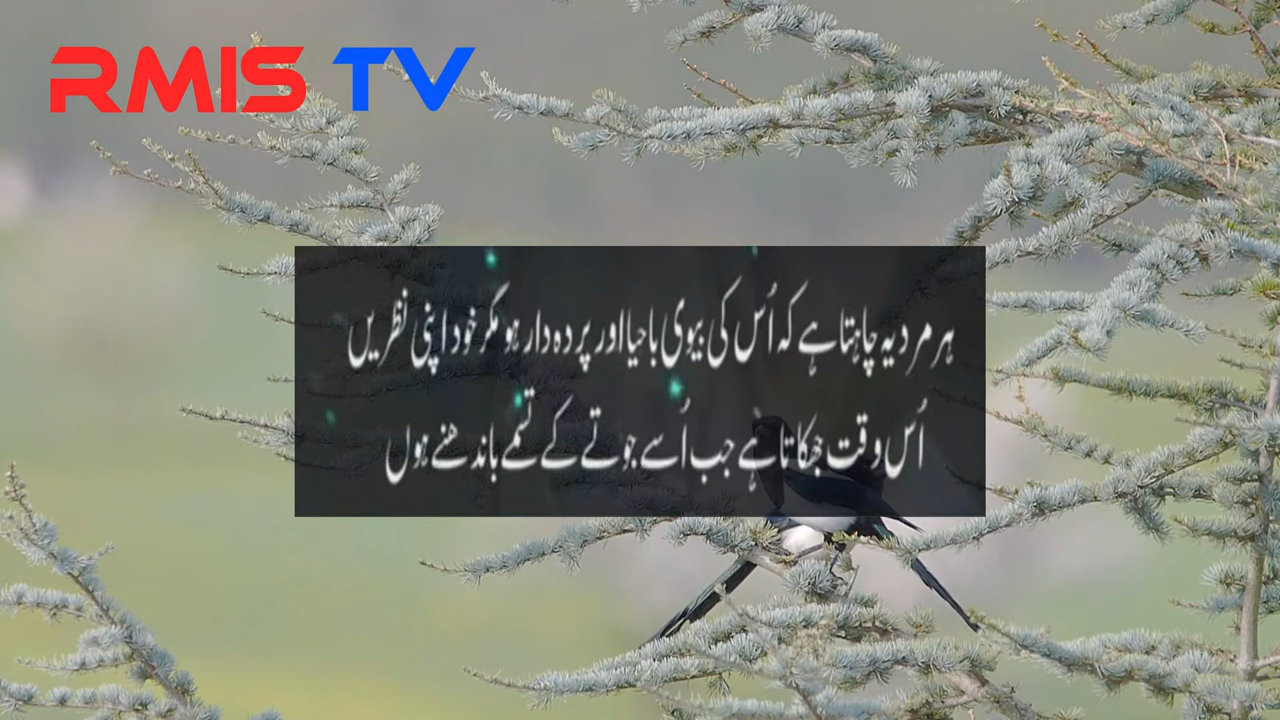 RMIS TV
ہر مرد یہ چاہتا ہے کہ اُس کی بیوی باحیا اور پردہ دار ہو مگر خود اپنی نظریں
اُس وقت جھکاتا ہے جب اُسے جوتے کے تسمے باندھنے ہوں